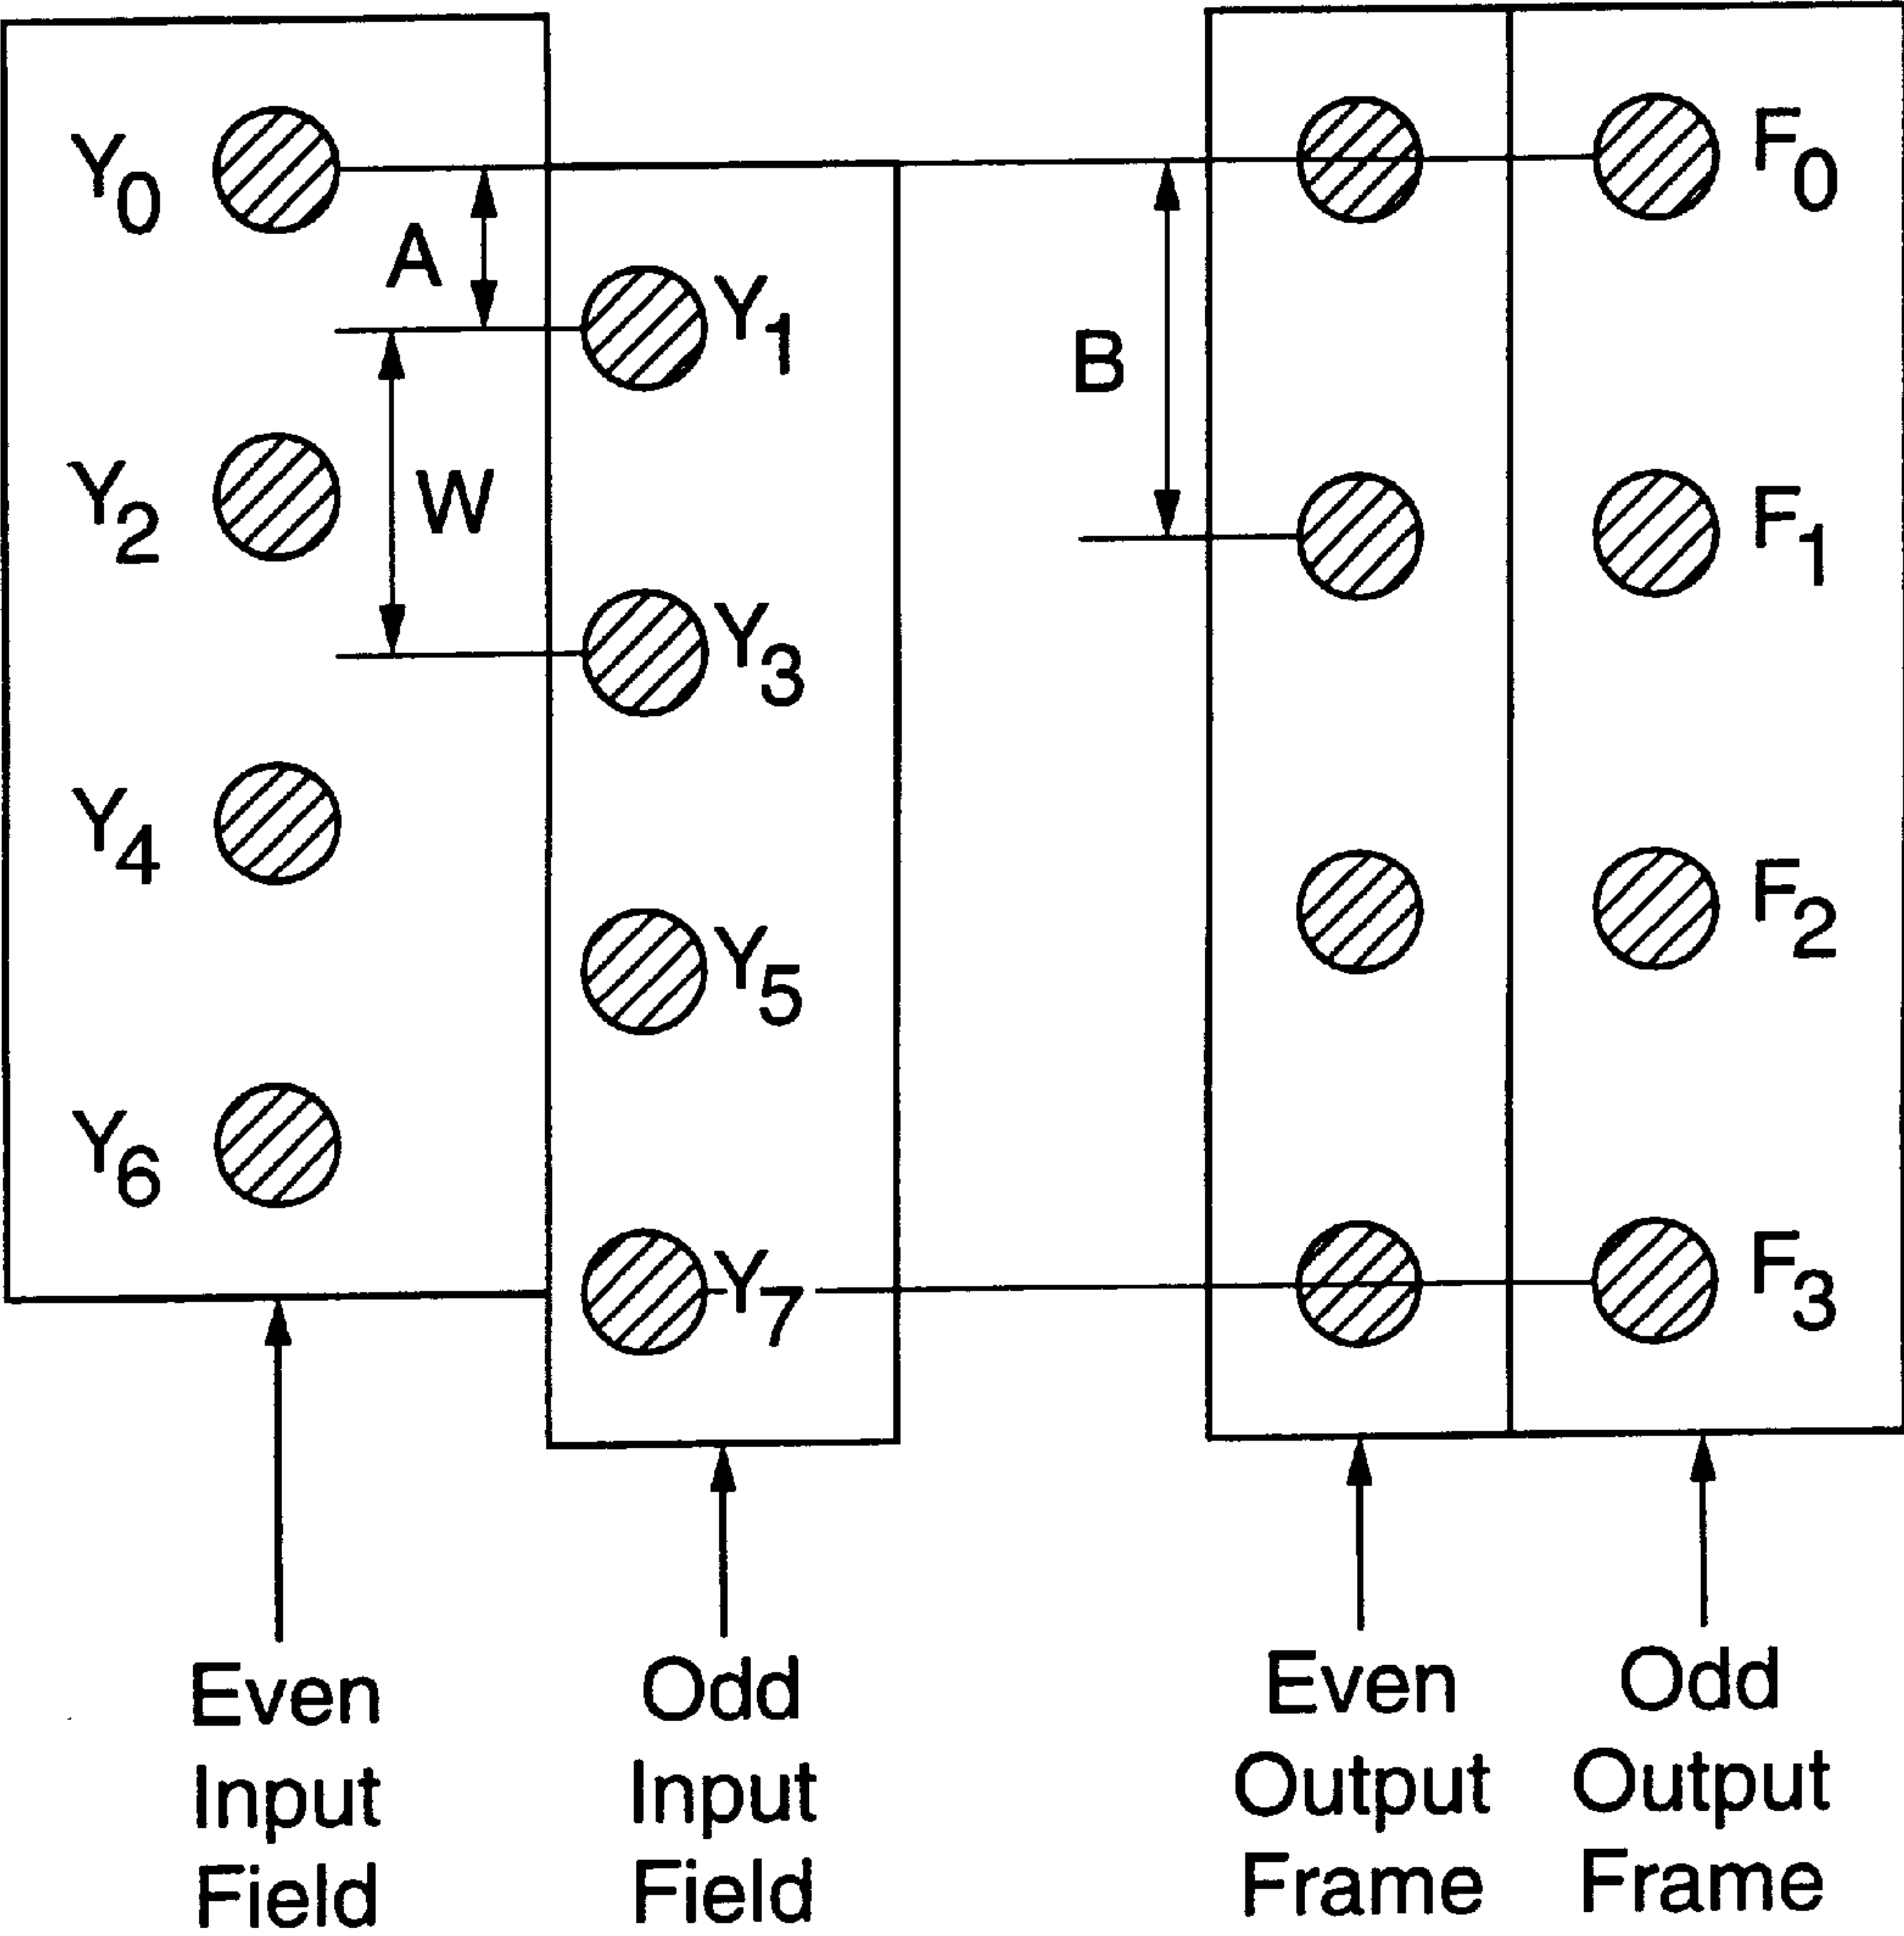 Y0
F0
A
Y1
B
Y2
W
F1
Y3
Y4
F2
Y5
Y6
Y7
F3
Even
Input
Field
Odd
Input
Field
Even
Output
Frame
Odd
Output
Frame